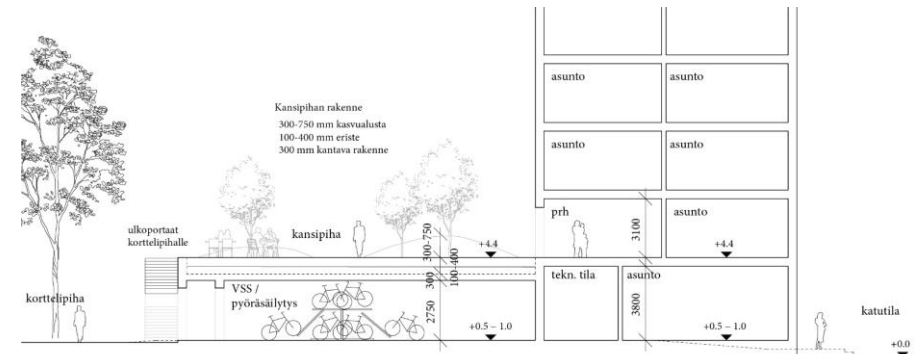 asunto
asunto
Kansipihan rakenne
300-750 mm kasvualusta
100-400 mm eriste
300 mm kantava rakenne
asunto
asunto
prh
3100
asunto
ulkoportaat
korttelipihalle
kansipiha
300-750
+4.4
+4.4
300
100-400
tekn. tila
asunto
korttelipiha
VSS /
pyöräsäilytys
2750
3800
katutila
+0.5 – 1.0
+0.5 – 1.0
+0.0